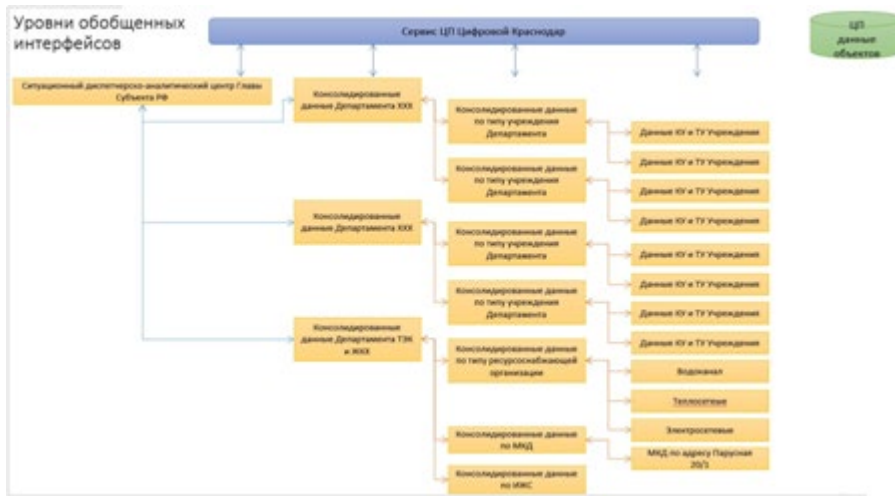 Уровни обобщенных
интерфейсов
Сервис ЦП Цифровой Краснодар
ЦП
данные
объектов
Ситуационный диспетчерско-аналитический центр Главы
Субъекта РФ
Консолидированные
данные Департамента ХХХ
Консолидированные
данные Департамента ХХХ
Консолидированные
данные Департамента ТЭК
и ЖКХ
Консолидированные данные
по типу учреждения
Департамента
Консолидированные данные
по типу учреждения
Департамента
Консолидированные данные
по типу учреждения
Департамента
Консолидированные данные
по типу учреждения
Департамента
Консолидированные данные
по типу ресурсоснабжающей
организации
Консолидированные данные
по МКД
Консолидированные данные
по ИЖС
Данные КУ и ТУ Учреждения
Данные КУ и ТУ Учреждения
Данные КУ и ТУ Учреждения
Данные КУ и ТУ Учреждения
Данные КУ и ТУ Учреждения
Данные КУ и ТУ Учреждения
Данные КУ и ТУ Учреждения
Данные КУ и ТУ Учреждения
Водоканал
Теплосетевые
Электросетевые
МКД по адресу Парусная
20/1